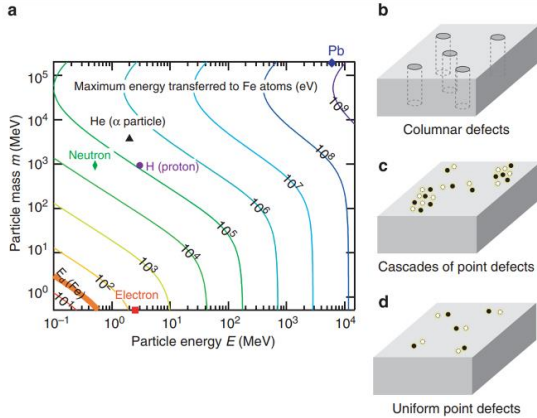 a
Pb
Particle mass m (MeV)
10⁵
10⁴
10³
10²
10¹
10⁰
Maximum energy transferred to Fe atoms (eV)
He (α particle)
Neutron
H (proton)
10⁹
10⁸
10⁷
10⁶
10⁵
10⁴
10³
10²
E_d (Fe)
10¹
Electron
10⁻¹ 10⁰ 10¹ 10² 10³ 10⁴
Particle energy E (MeV)
b
Columnar defects
c
Cascades of point defects
d
Uniform point defects